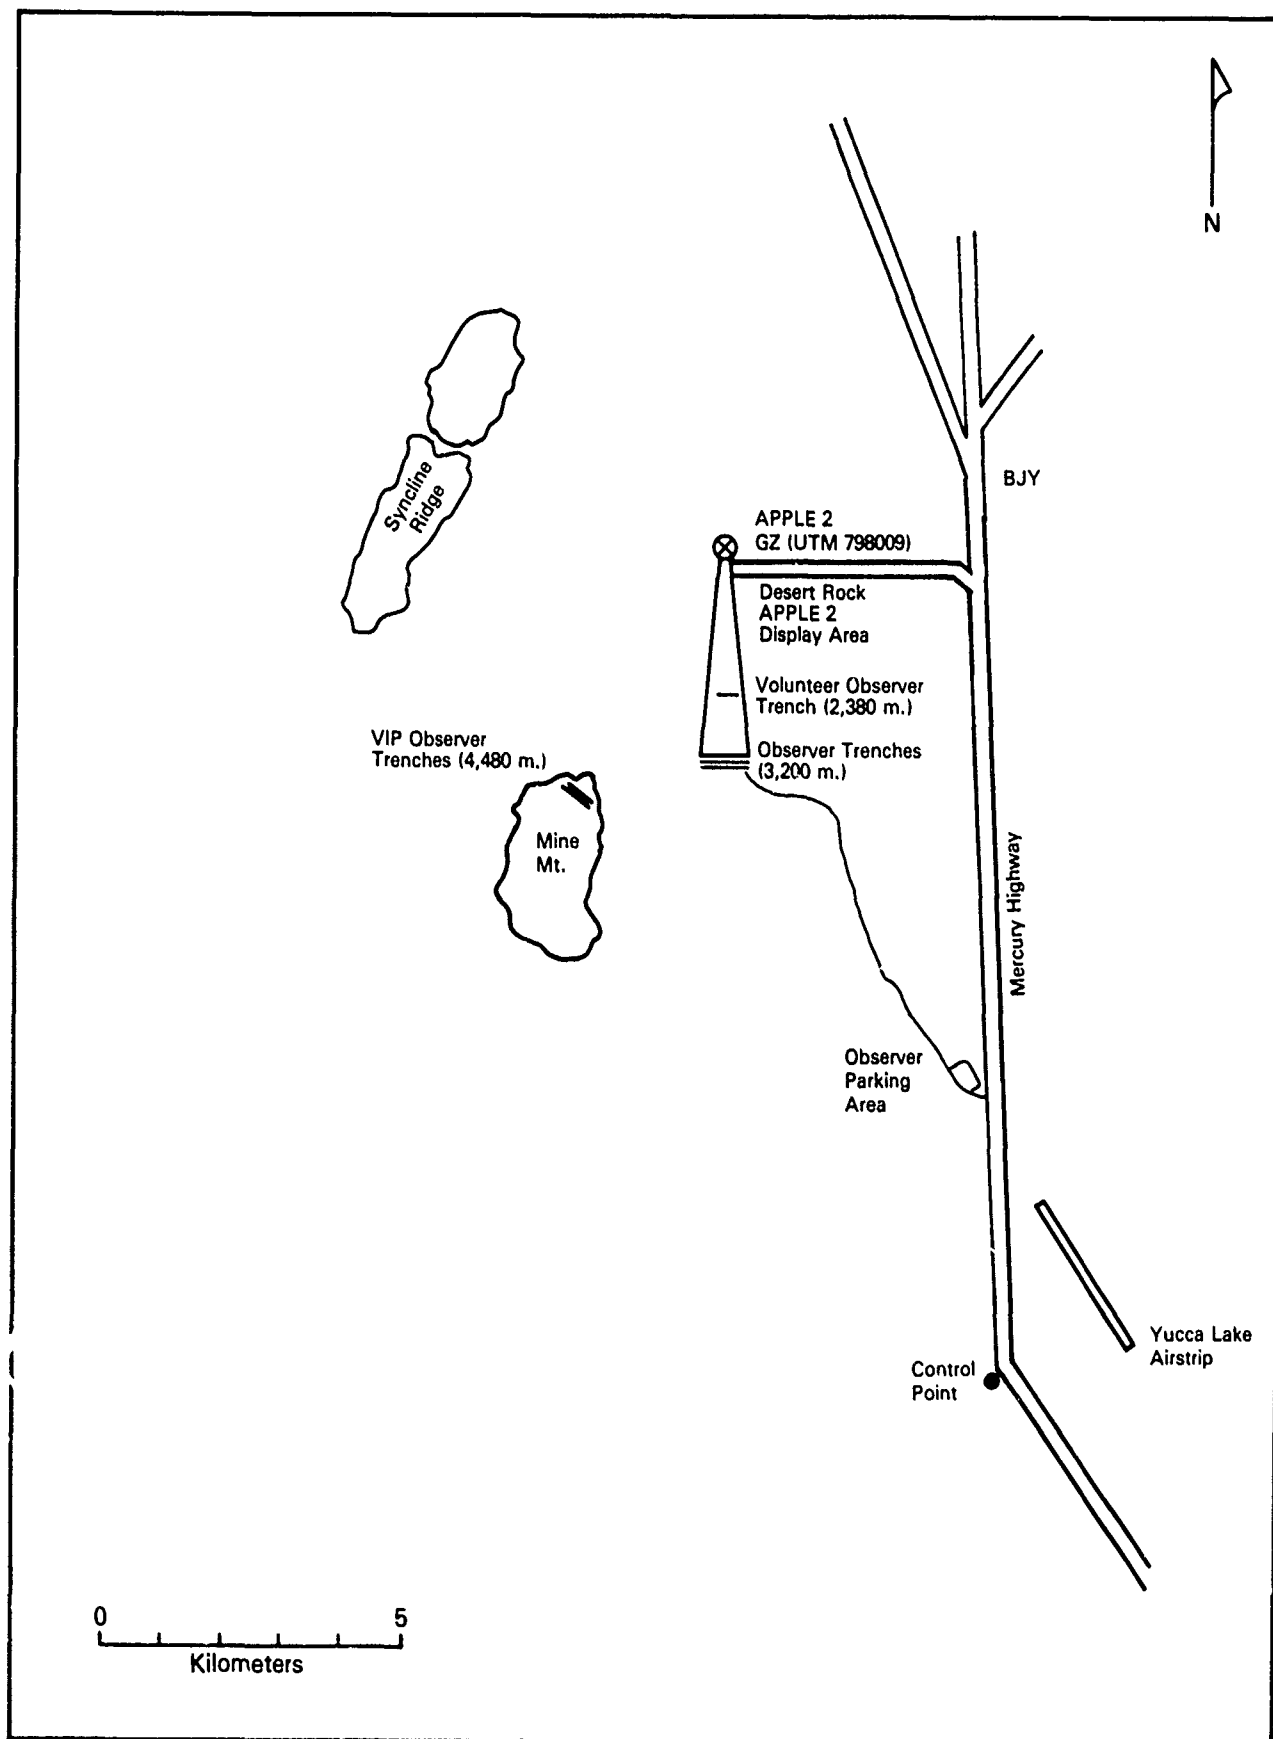 N
BJY
Syncline
Ridge
APPLE 2
GZ (UTM 798009)
Desert Rock
APPLE 2
Display Area
Volunteer Observer
Trench (2,380 m.)
VIP Observer
Trenches (4,480 m.)
Observer Trenches
(3,200 m.)
Mine
Mt.
Mercury Highway
Observer
Parking
Area
Yucca Lake
Airstrip
Control
Point
0 5
Kilometers